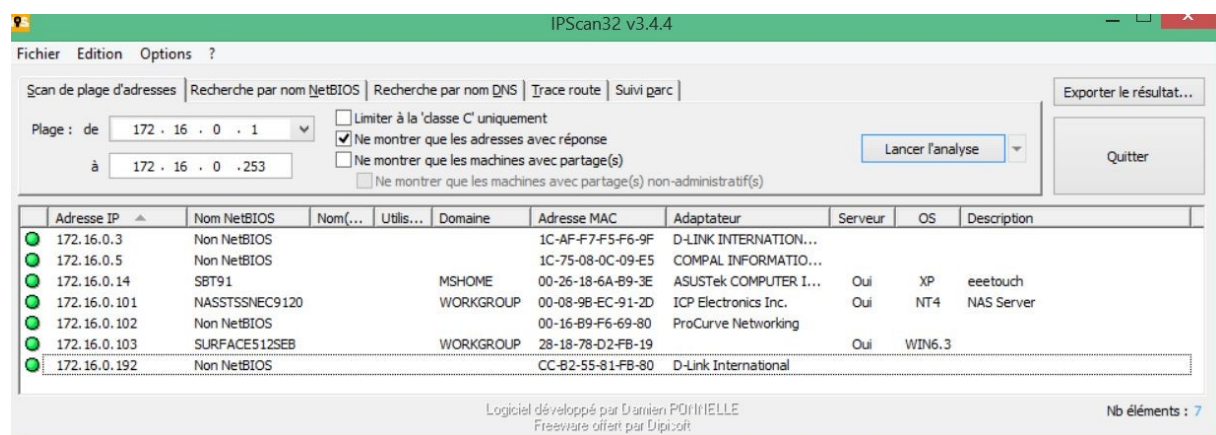 IPScan32 v3.4.4
Fichier Edition Options ?
Scan de plage d'adresses Recherche par nom NetBIOS Recherche par nom DNS Trace route Suivi parc
Exporter le résultat...
Limiter à la 'classe C' uniquement
Plage : de 172 . 16 . 0 . 1
Ne montrer que les adresses avec réponse
Lancer l'analyse
Quitter
à 172 . 16 . 0 .253
Ne montrer que les machines avec partage(s)
Ne montrer que les machines avec partage(s) non-administratif(s)
Adresse IP Nom NetBIOS Nom(... Utilis... Domaine Adresse MAC Adaptateur Serveur OS Description
172.16.0.3 Non NetBIOS 1C-AF-F7-F5-F6-9F D-LINK INTERNATION...
172.16.0.5 Non NetBIOS 1C-75-08-0C-09-E5 COMPAL INFORMATIO...
172.16.0.14 SBT91 MSHOME 00-26-18-6A-B9-3E ASUSTek COMPUTER I... Oui XP eeetouch
172.16.0.101 NASSTSSNEC9120 WORKGROUP 00-08-9B-EC-91-2D ICP Electronics Inc. Oui NT4 NAS Server
172.16.0.102 Non NetBIOS 00-16-B9-F6-69-80 ProCurve Networking
172.16.0.103 SURFACE512SEB WORKGROUP 28-18-78-D2-FB-19 Oui WIN6.3
172.16.0.192 Non NetBIOS CC-B2-55-81-FB-80 D-Link International
Logiciel développé par Damien PONNELLE
Freeware offert par Dipisoft
Nb éléments : 7